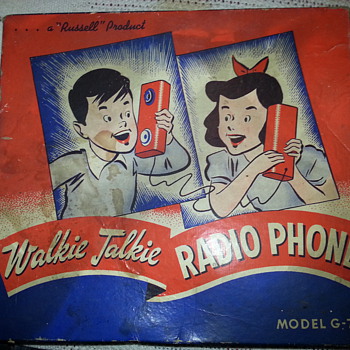 ... a "Russell" Product
Walkie Talkie
RADIO PHONE
MODEL G-